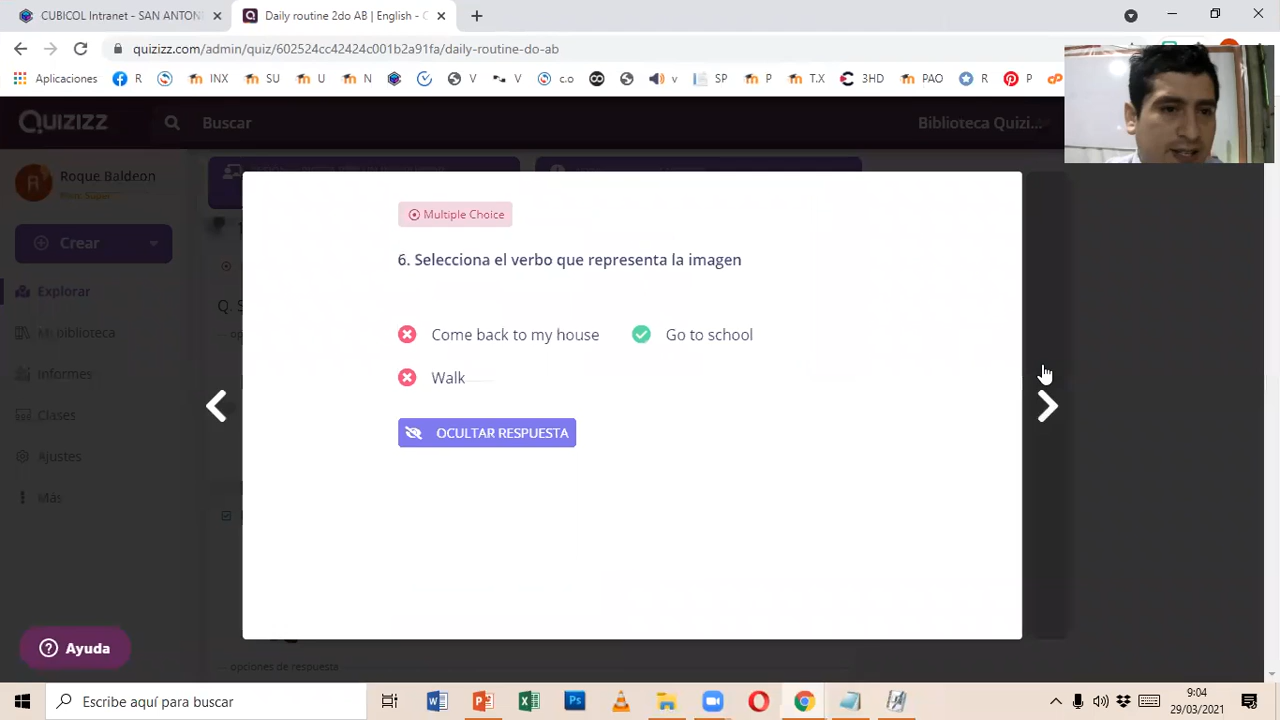 CUBICOL Intranet - SAN ANTON
Daily routine 2do AB | English - C
quizizz.com/admin/quiz/602524cc42424c001b2a91fa/daily-routine-do-ab
Aplicaciones R INX SU U N V V c.o V SP P T.X 3HD PAO R P
Quizizz
Buscar
Biblioteca Quizi...
Roque Baldeon
Crear
Explorar
Mi biblioteca
Informes
Clases
Ajustes
Más
Multiple Choice
6. Selecciona el verbo que representa la imagen
Come back to my house
Go to school
Walk
OCULTAR RESPUESTA
Ayuda
opciones de respuesta
Escribe aquí para buscar
9:04
29/03/2021